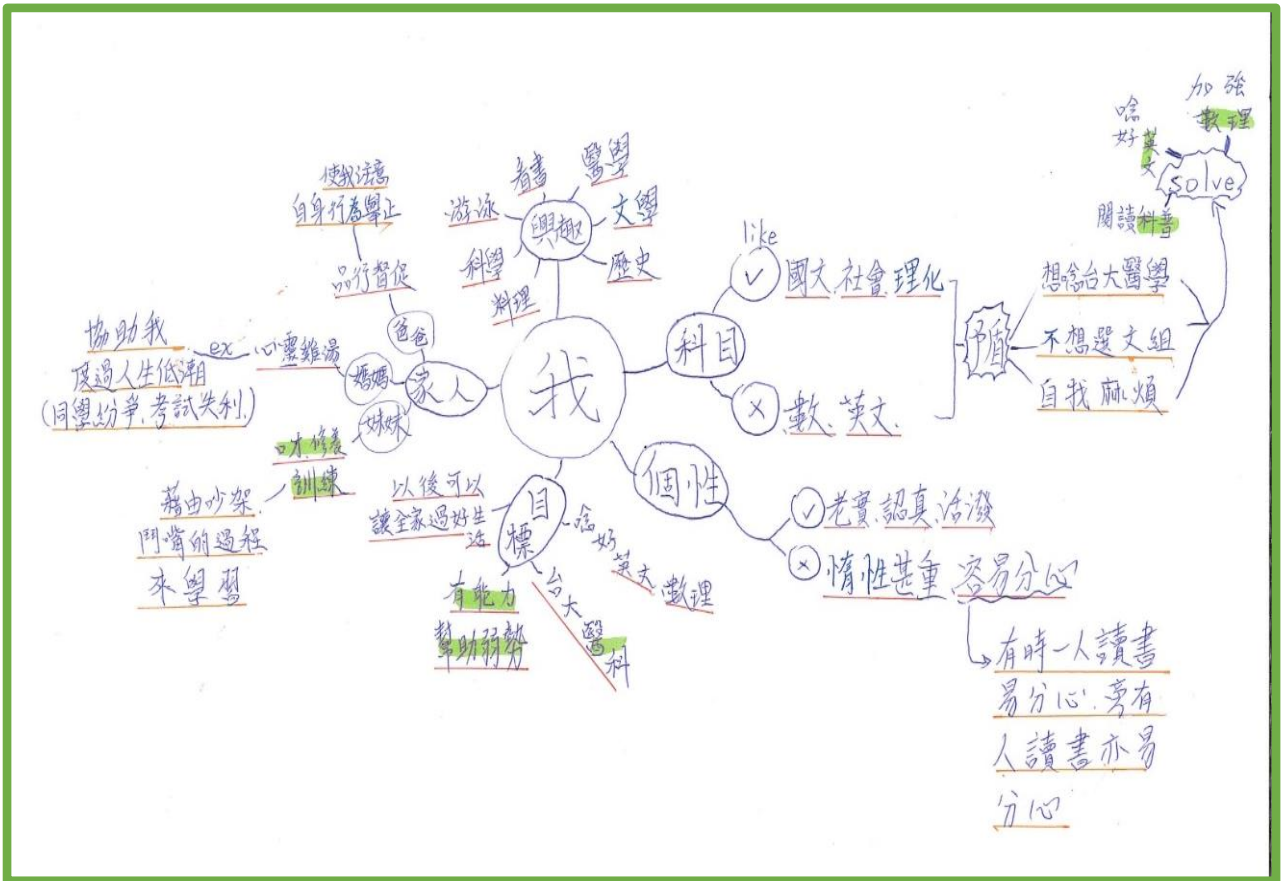 我
興趣
游泳
看書
醫學
文學
歷史
科學
料理
科目
like
✓
國文、社會、理化
×
數、英文、
矛盾
想唸台大醫學
不想選文組
自我麻煩
solve
加強
數理
唸好英文
閱讀科普
個性
✓
老實、認真、活潑
×
惰性甚重、容易分心
有時一人讀書
易分心、旁有
人讀書亦易
分心
目標
唸好英文、數理
台大醫科
有能力
幫助弱勢
以後可以
讓全家過好生
活
家人
爸爸
品行督促
使我注意
自身行為舉止
媽媽
心靈雞湯
ex
協助我
度過人生低潮
(同學紛爭、考試失利)
妹妹
口才、修養
訓練
藉由吵架、
鬥嘴的過程
來學習